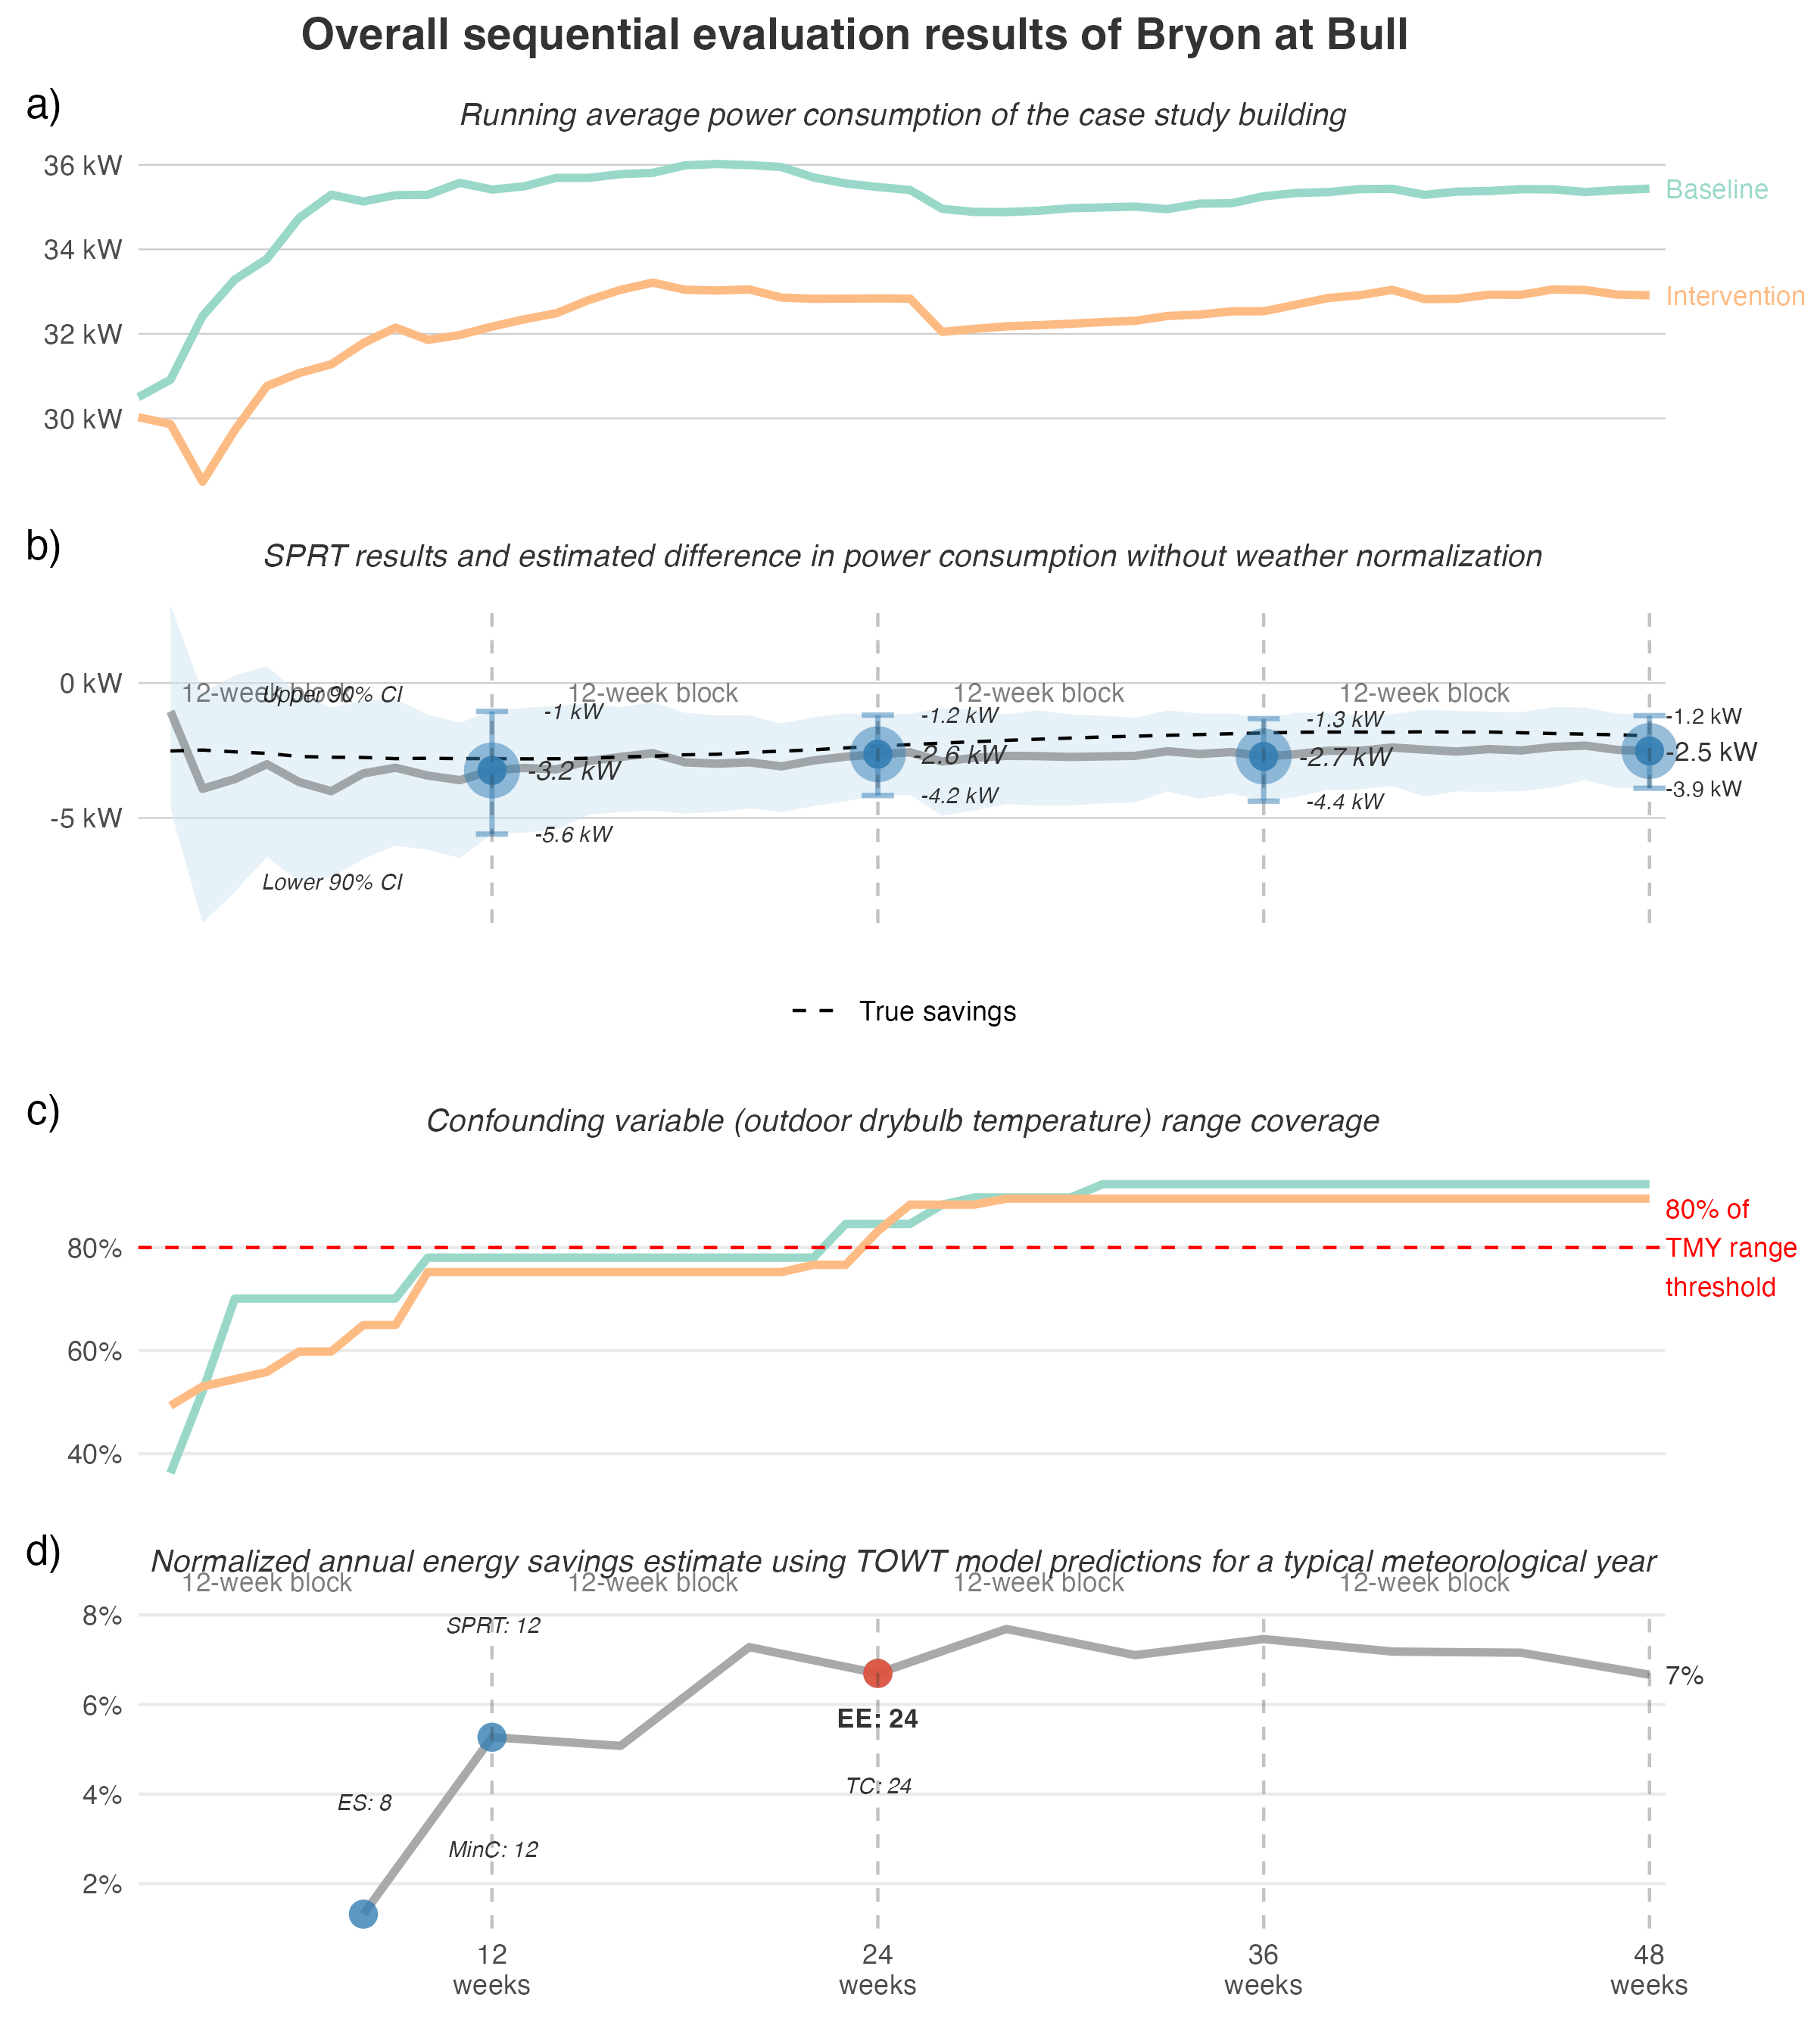 Overall sequential evaluation results of Bryon at Bull
a)
Running average power consumption of the case study building
36 kW
34 kW
32 kW
30 kW
Baseline
Intervention
b)
SPRT results and estimated difference in power consumption without weather normalization
0 kW
-5 kW
12-week block
12-week block
12-week block
12-week block
Upper 90% CI
Lower 90% CI
-1 kW
-3.2 kW
-5.6 kW
-1.2 kW
-2.6 kW
-4.2 kW
-1.3 kW
-2.7 kW
-4.4 kW
-1.2 kW
-2.5 kW
-3.9 kW
True savings
c)
Confounding variable (outdoor drybulb temperature) range coverage
80%
60%
40%
80% of
TMY range
threshold
d)
Normalized annual energy savings estimate using TOWT model predictions for a typical meteorological year
12-week block
12-week block
12-week block
12-week block
8%
6%
4%
2%
SPRT: 12
ES: 8
MinC: 12
EE: 24
TC: 24
7%
12
weeks
24
weeks
36
weeks
48
weeks